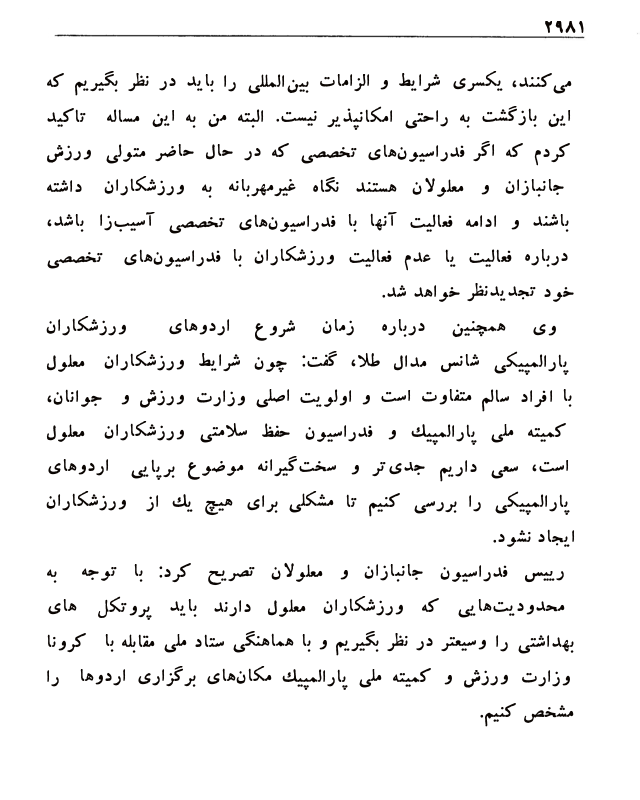 ۲۹۸۱
می‌کنند، یکسری شرایط و الزامات بین‌المللی را باید در نظر بگیریم که
این بازگشت به راحتی امکانپذیر نیست. البته من به این مساله تاکید
کردم که اگر فدراسیون‌های تخصصی که در حال حاضر متولی ورزش
جانبازان و معلولان هستند نگاه غیرمهربانه به ورزشکاران داشته
باشند و ادامه فعالیت آنها با فدراسیون‌های تخصصی آسیب‌زا باشد،
درباره فعالیت یا عدم فعالیت ورزشکاران با فدراسیون‌های تخصصی
خود تجدیدنظر خواهد شد.
وی همچنین درباره زمان شروع اردوهای ورزشکاران
پارالمپیکی شانس مدال طلا، گفت: چون شرایط ورزشکاران معلول
با افراد سالم متفاوت است و اولویت اصلی وزارت ورزش و جوانان،
کمیته ملی پارالمپیك و فدراسیون حفظ سلامتی ورزشکاران معلول
است، سعی داریم جدی‌تر و سخت‌گیرانه موضوع برپایی اردوهای
پارالمپیکی را بررسی کنیم تا مشکلی برای هیچ یك از ورزشکاران
ایجاد نشود.
رییس فدراسیون جانبازان و معلولان تصریح کرد: با توجه به
محدودیت‌هایی که ورزشکاران معلول دارند باید پروتکل های
بهداشتی را وسیعتر در نظر بگیریم و با هماهنگی ستاد ملی مقابله با کرونا
وزارت ورزش و کمیته ملی پارالمپیك مکان‌های برگزاری اردوها را
مشخص کنیم.